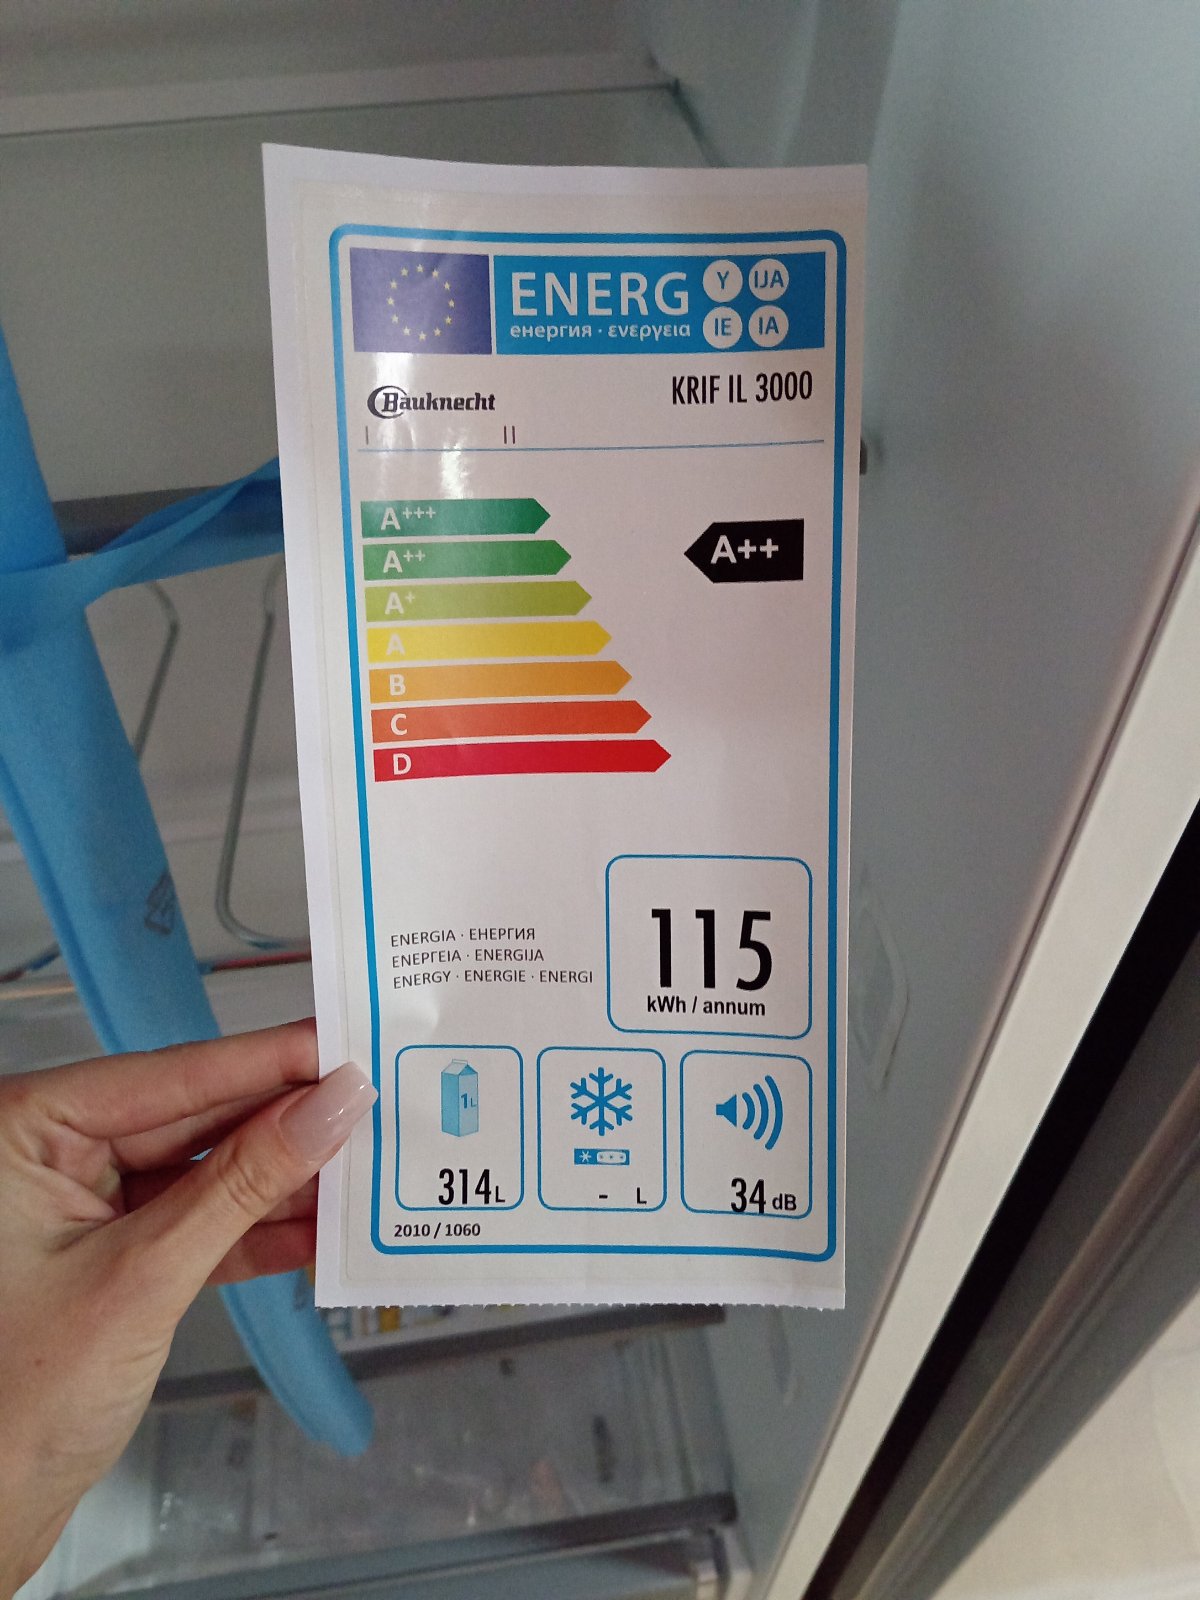 ENERG Y IJA
енергия · ενεργεια IE IA
Bauknecht KRIF IL 3000
I II
A+++
A++
A++
A+
A
B
C
D
ENERGIA · ЕНЕРГИЯ
ΕΝΕΡΓΕΙΑ · ENERGIJA
ENERGY · ENERGIE · ENERGI
115
kWh / annum
1L
314L
- L
34 dB
2010 / 1060